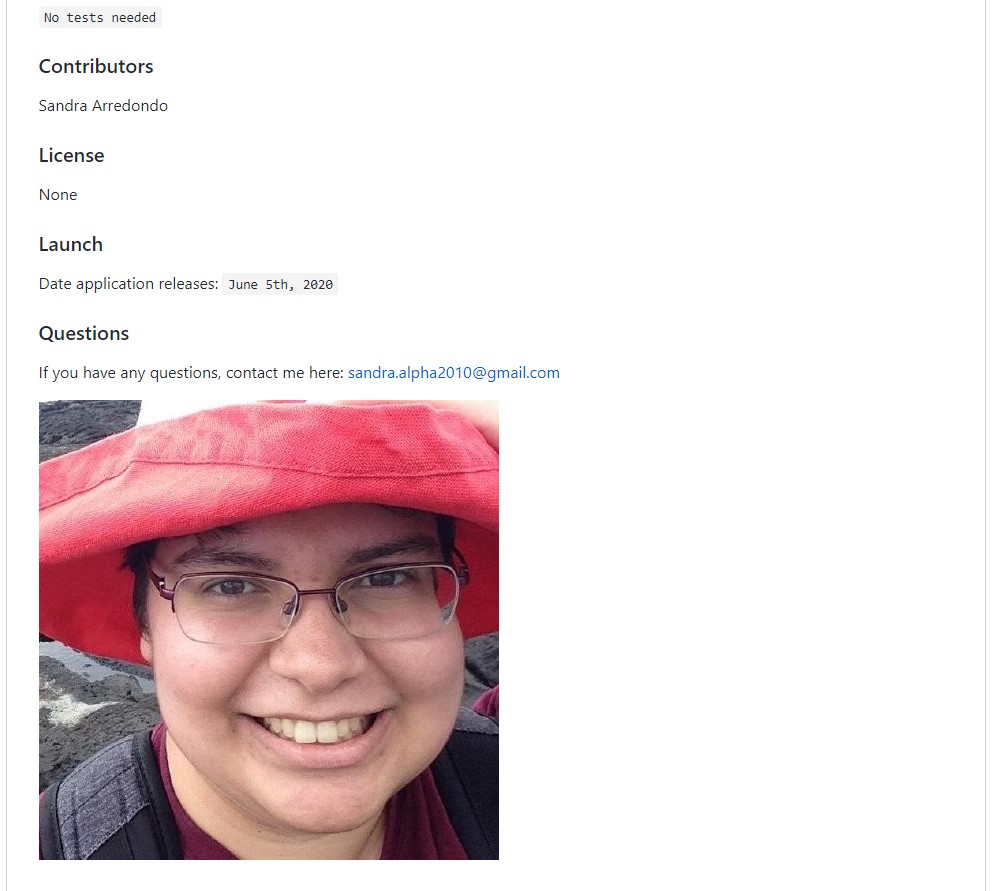 No tests needed
Contributors
Sandra Arredondo
License
None
Launch
Date application releases: June 5th, 2020
Questions
If you have any questions, contact me here: sandra.alpha2010@gmail.com